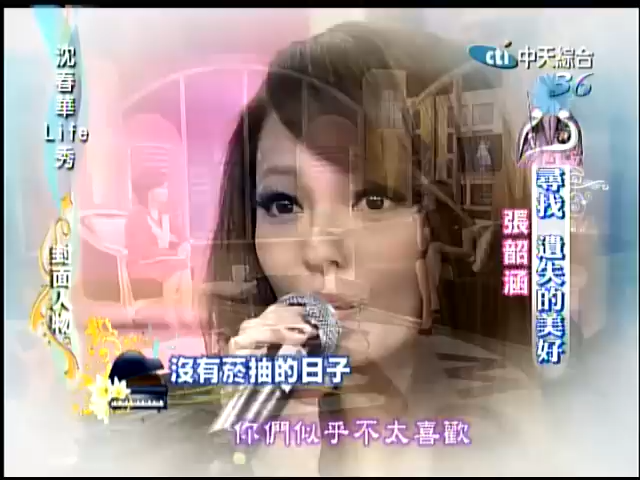 沈春華Life秀
封面人物
cti 中天綜合
36
尋找 遺失的美好
張韶涵
沒有菸抽的日子
你們似乎不太喜歡